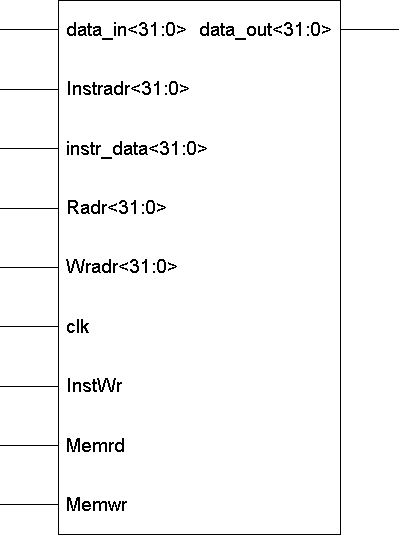 data_in<31:0> data_out<31:0>
Instradr<31:0>
instr_data<31:0>
Radr<31:0>
Wradr<31:0>
clk
InstWr
Memrd
Memwr